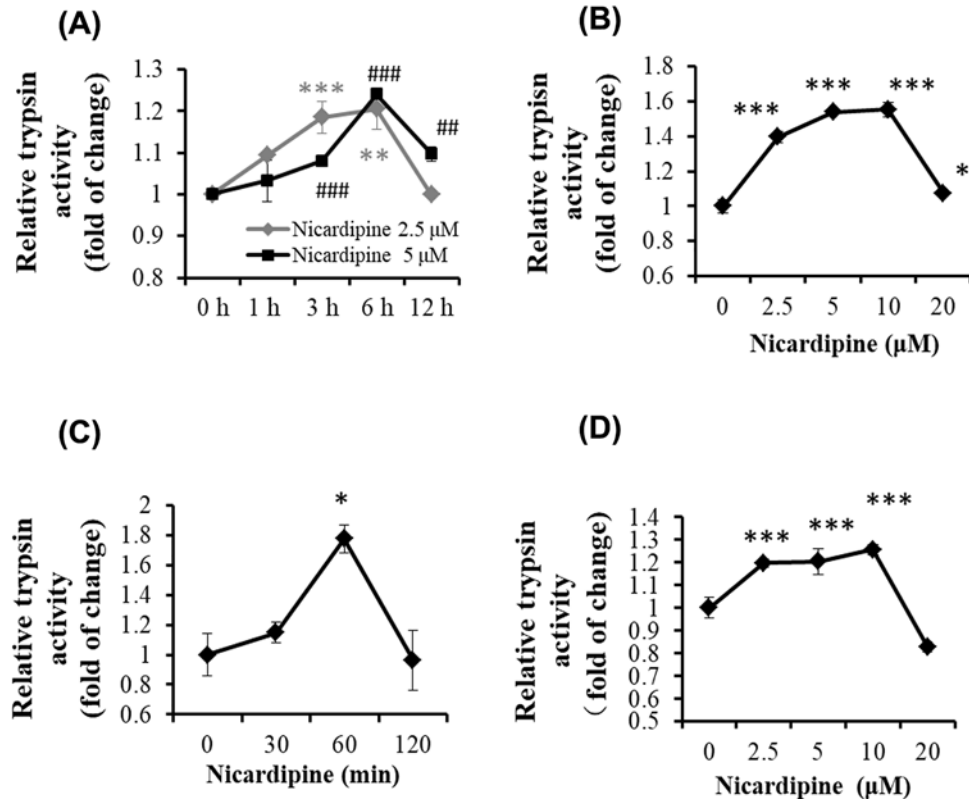 (A)
Relative trypsin
activity
(fold of change)
1.3
1.2
1.1
1
0.9
0.8
***
###
**
###
##
Nicardipine 2.5 µM
Nicardipine 5 µM
0 h 1 h 3 h 6 h 12 h
(B)
Relative trypisn
activity
(fold of change)
1.8
1.6
1.4
1.2
1
0.8
0.6
*** *** ***
*
0 2.5 5 10 20
Nicardipine (µM)
(C)
Relative trypsin
activity
(fold of change)
2
1.8
1.6
1.4
1.2
1
0.8
0.6
*
0 30 60 120
Nicardipine (min)
(D)
Relative trypsin
activity
(fold of change)
1.4
1.3
1.2
1.1
1
0.9
0.8
0.7
0.6
0.5
*** *** ***
0 2.5 5 10 20
Nicardipine (µM)